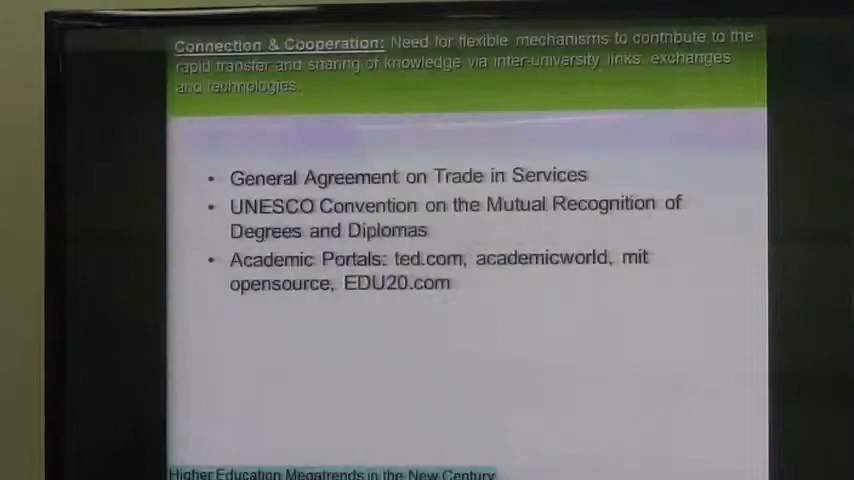 Connection & Cooperation: Need for flexible mechanisms to contribute to the
rapid transfer and sharing of knowledge via inter-university links, exchanges
and technologies.
• General Agreement on Trade in Services
• UNESCO Convention on the Mutual Recognition of
Degrees and Diplomas
• Academic Portals: ted.com, academicworld, mit
opensource, EDU20.com
Higher Education Megatrends in the New Century